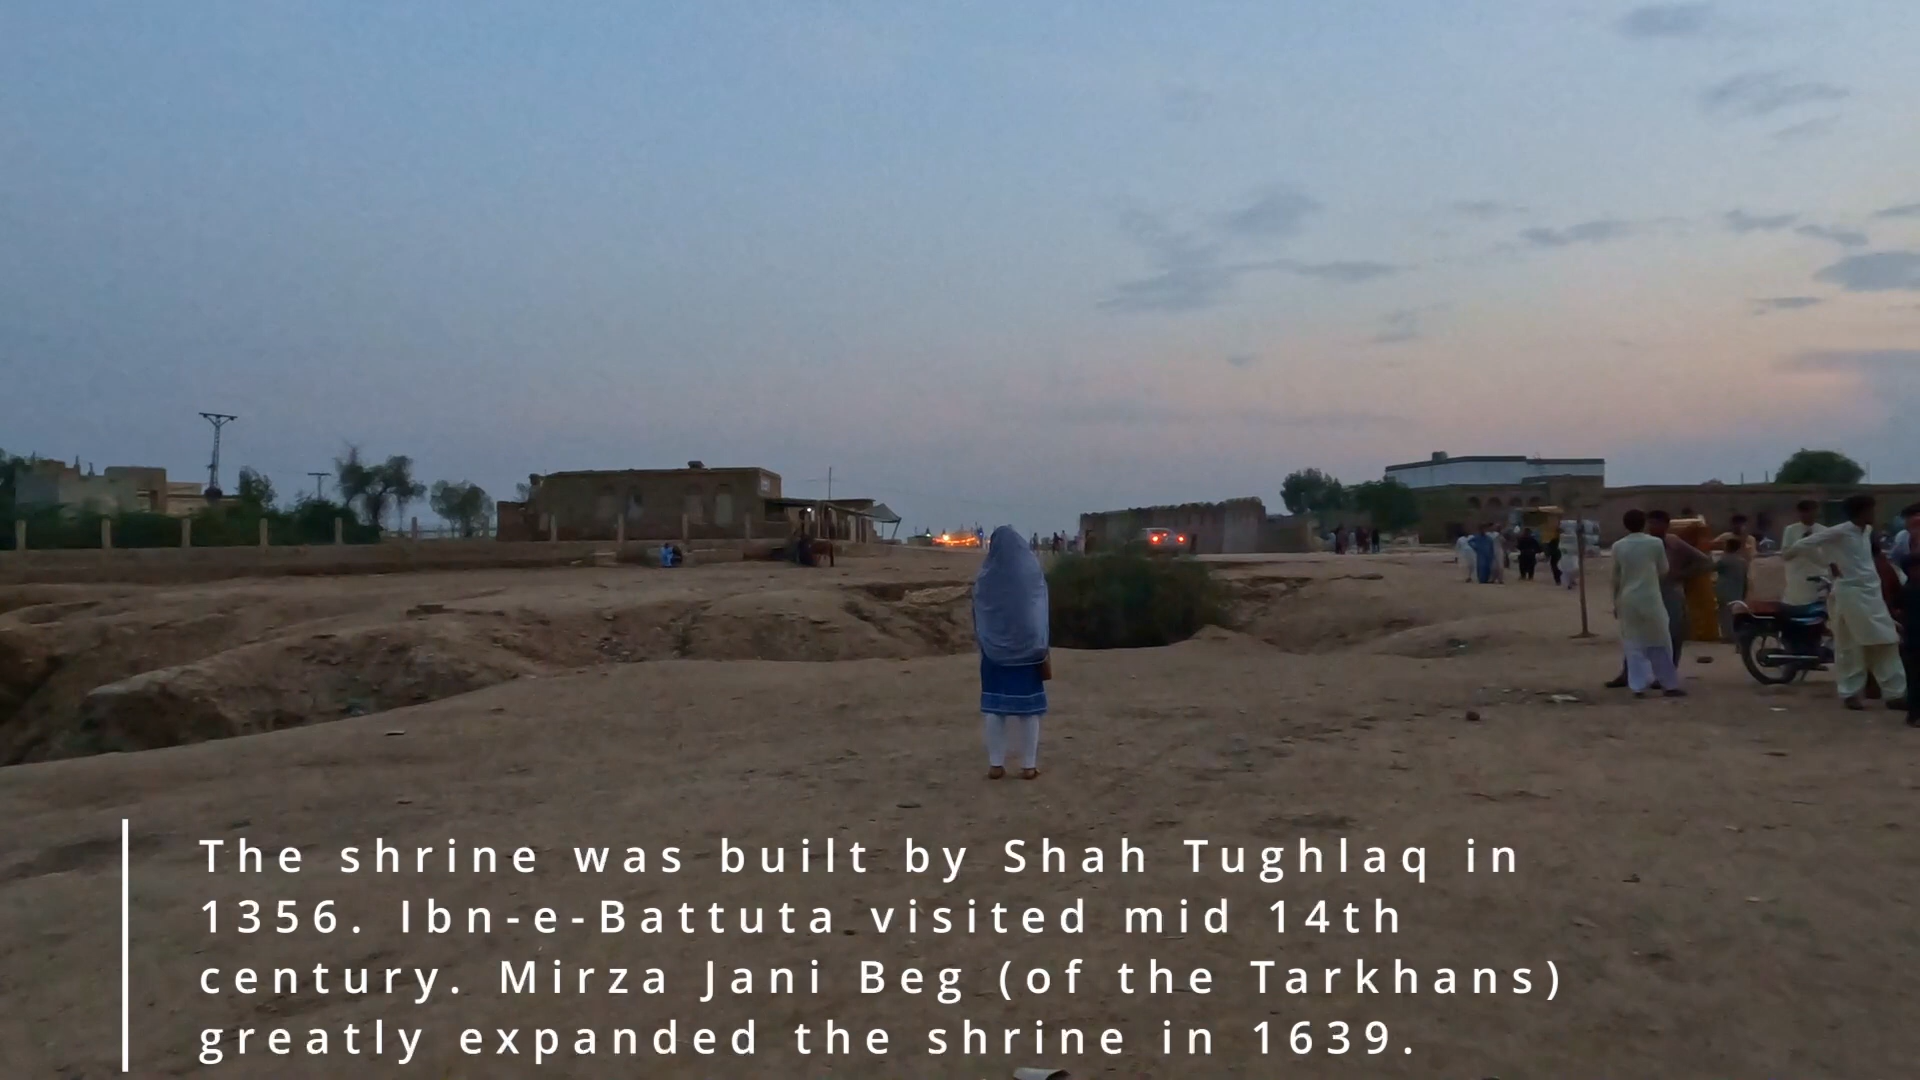 The shrine was built by Shah Tughlaq in
1356. Ibn-e-Battuta visited mid 14th
century. Mirza Jani Beg (of the Tarkhans)
greatly expanded the shrine in 1639.